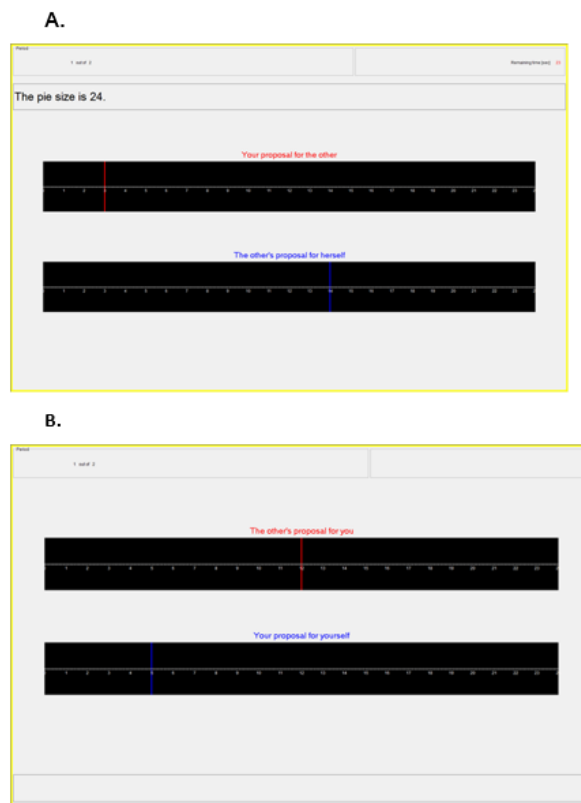 A.
Period
1 out of 2
Remaining time [sec]:
The pie size is 24.
Your proposal for the other
1 2 3 4 5 6 7 8 9 10 11 12 13 14 15 16 17 18 19 20 21 22 23
The other's proposal for herself
1 2 3 4 5 6 7 8 9 10 11 12 13 14 15 16 17 18 19 20 21 22 23
B.
Period
1 out of 2
The other's proposal for you
1 2 3 4 5 6 7 8 9 10 11 12 13 14 15 16 17 18 19 20 21 22 23
Your proposal for yourself
1 2 3 4 5 6 7 8 9 10 11 12 13 14 15 16 17 18 19 20 21 22 23